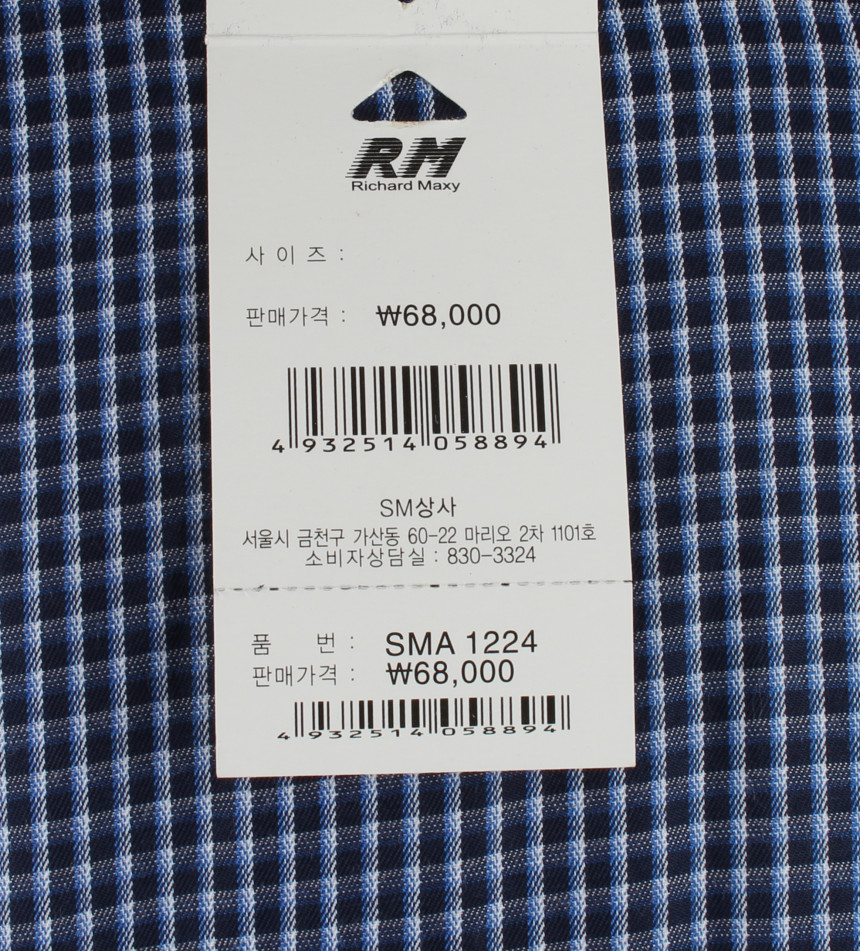 RM
Richard Maxy
사 이 즈 :
판매가격 : ₩68,000
4 932514 058894
SM상사
서울시 금천구 가산동 60-22 마리오 2차 1101호
소비자상담실 : 830-3324
품 번 : SMA 1224
판매가격 : ₩68,000
4 932514 058894